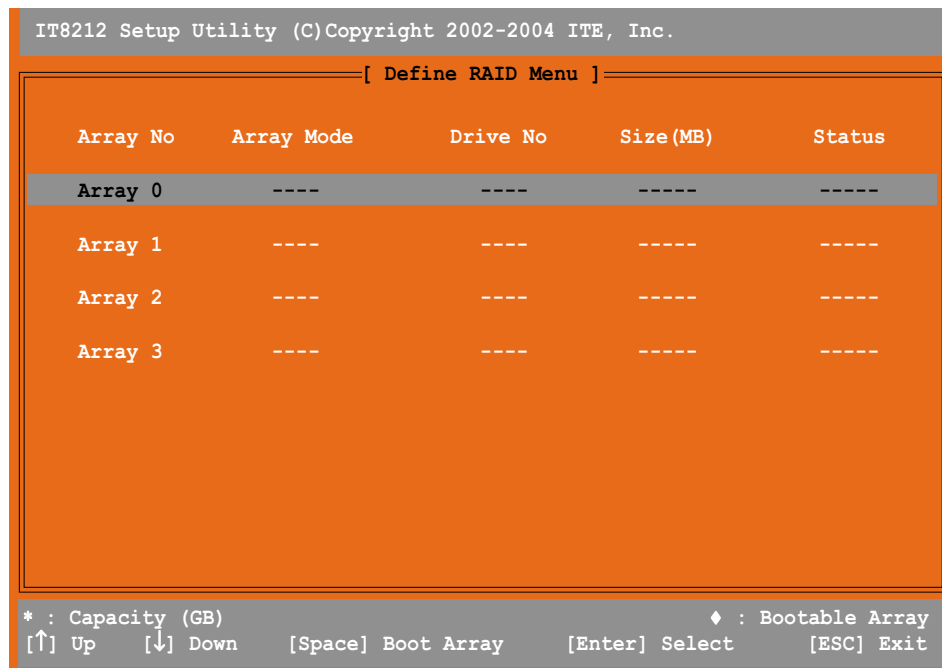 IT8212 Setup Utility (C)Copyright 2002-2004 ITE, Inc.
[ Define RAID Menu ]
Array No Array Mode Drive No Size(MB) Status
Array 0 ---- ---- ----- -----
Array 1 ---- ---- ----- -----
Array 2 ---- ---- ----- -----
Array 3 ---- ---- ----- -----
* : Capacity (GB) ♦ : Bootable Array
[↑] Up [↓] Down [Space] Boot Array [Enter] Select [ESC] Exit